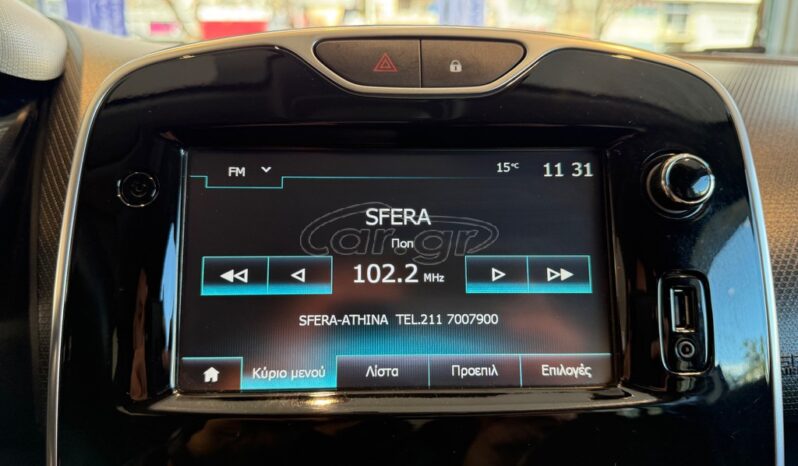 FM 15°C 11 31
SFERA
car.gr
Ποπ
102.2 MHz
SFERA-ATHINA TEL.211 7007900
Κύριο μενού Λίστα Προεπιλ Επιλογές